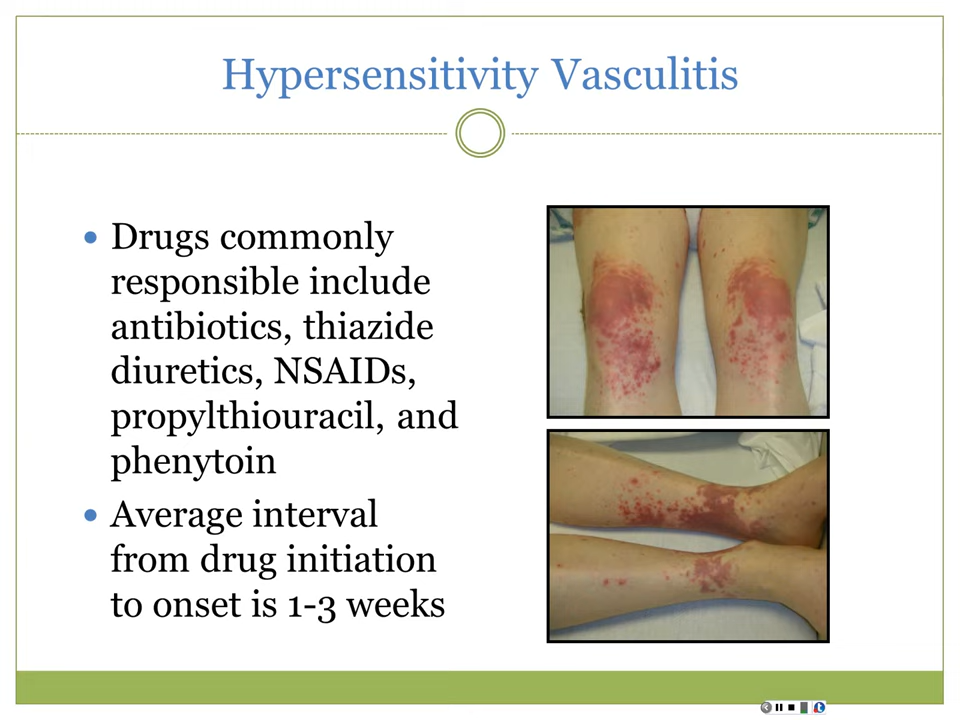 Hypersensitivity Vasculitis
• Drugs commonly
responsible include
antibiotics, thiazide
diuretics, NSAIDs,
propylthiouracil, and
phenytoin
• Average interval
from drug initiation
to onset is 1-3 weeks